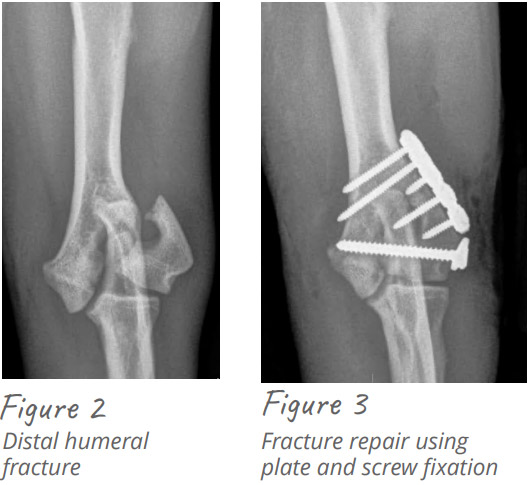 Figure 2
Distal humeral
fracture
Figure 3
Fracture repair using
plate and screw fixation